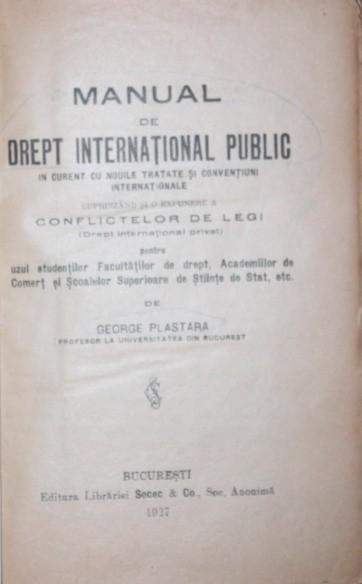 MANUAL
DE
DREPT INTERNAȚIONAL PUBLIC
IN CURENT CU NOUILE TRATATE ȘI CONVENȚIUNI
INTERNAȚIONALE
CUPRINZÂND ȘI O EXPUNERE A
CONFLICTELOR DE LEGI
(Drept internațional privat)
pentru
uzul studenților Facultăților de drept, Academiilor de
Comerț și Școalelor Superioare de Științe de Stat, etc.
DE
GEORGE PLASTARA
PROFESOR LA UNIVERSITATEA DIN BUCUREȘT
BUCUREȘTI
Editura Librăriei Socec & Co., Soc. Anonimă
1927